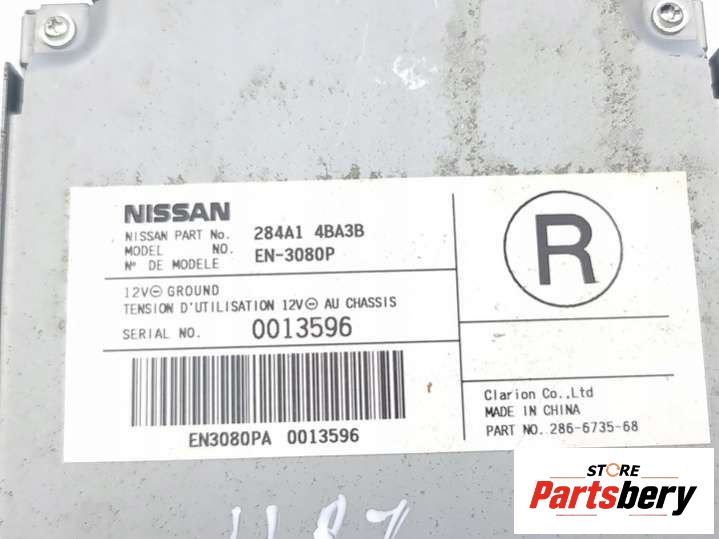 NISSAN
NISSAN PART No. 284A1 4BA3B
MODEL NO. EN-3080P
Nº DE MODELE
12V⊖ GROUND
TENSION D'UTILISATION 12V⊖ AU CHASSIS
SERIAL NO. 0013596
EN3080PA 0013596
R
Clarion Co.,Ltd
MADE IN CHINA
PART NO. 286-6735-68
STORE
Partsbery